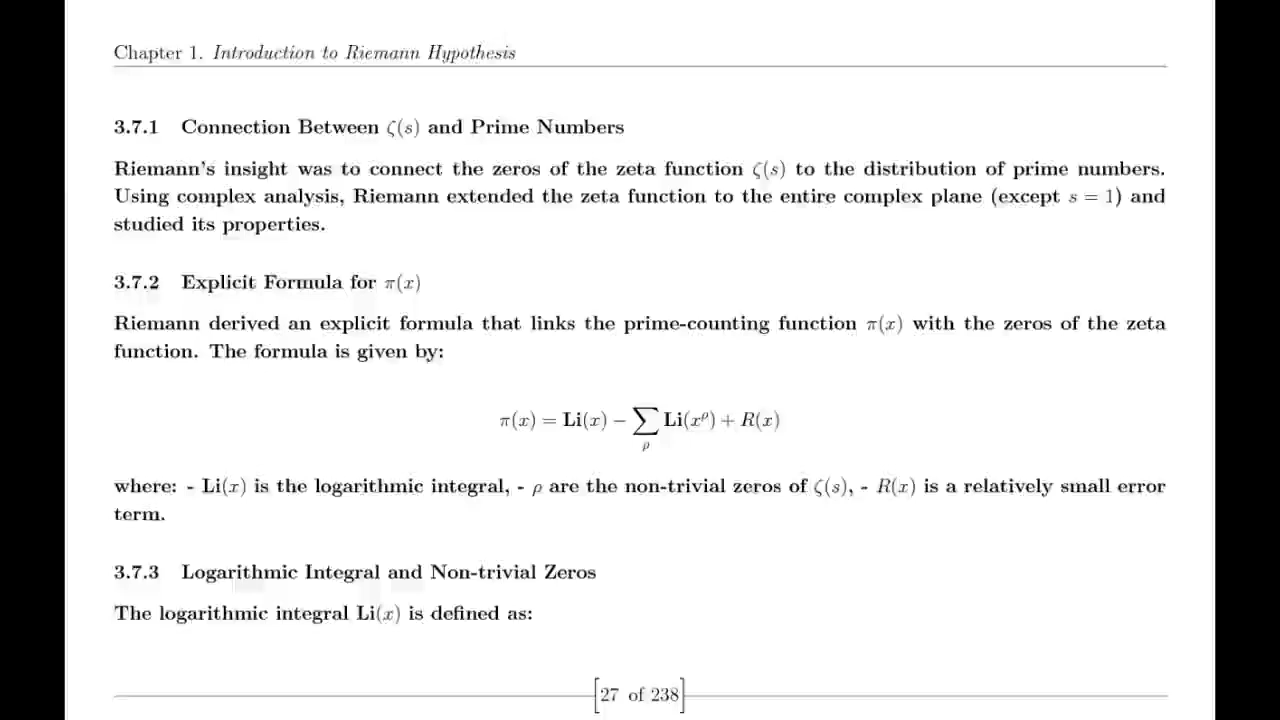 Chapter 1. Introduction to Riemann Hypothesis
3.7.1 Connection Between ζ(s) and Prime Numbers
Riemann's insight was to connect the zeros of the zeta function ζ(s) to the distribution of prime numbers.
Using complex analysis, Riemann extended the zeta function to the entire complex plane (except s = 1) and
studied its properties.
3.7.2 Explicit Formula for π(x)
Riemann derived an explicit formula that links the prime-counting function π(x) with the zeros of the zeta
function. The formula is given by:
π(x) = Li(x) − ∑ρ Li(x^ρ) + R(x)
where: - Li(x) is the logarithmic integral, - ρ are the non-trivial zeros of ζ(s), - R(x) is a relatively small error
term.
3.7.3 Logarithmic Integral and Non-trivial Zeros
The logarithmic integral Li(x) is defined as:
[27 of 238]